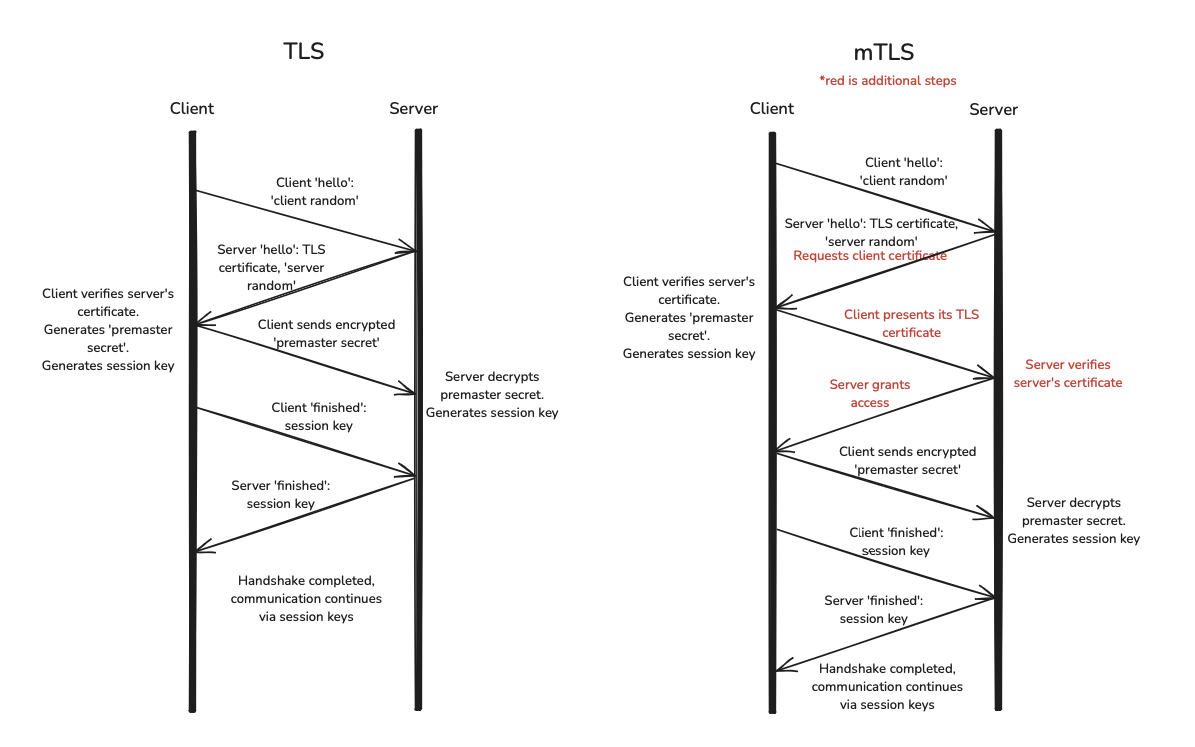 TLS
Client
Server
Client 'hello':
'client random'
Server 'hello': TLS
certificate, 'server
random'
Client verifies server's
certificate.
Generates 'premaster
secret'.
Generates session key
Client sends encrypted
'premaster secret'
Server decrypts
premaster secret.
Generates session key
Client 'finished':
session key
Server 'finished':
session key
Handshake completed,
communication continues
via session keys
mTLS
*red is additional steps
Client
Server
Client 'hello':
'client random'
Server 'hello': TLS certificate,
'server random'
Requests client certificate
Client verifies server's
certificate.
Generates 'premaster
secret'.
Generates session key
Client presents its TLS
certificate
Server verifies
server's certificate
Server grants
access
Client sends encrypted
'premaster secret'
Server decrypts
premaster secret.
Generates session key
Client 'finished':
session key
Server 'finished':
session key
Handshake completed,
communication continues
via session keys